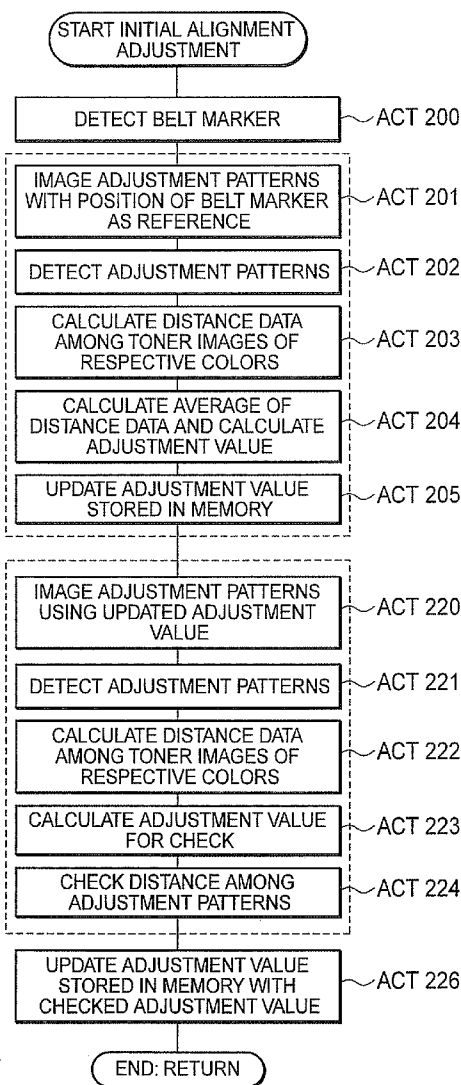 START INITIAL ALIGNMENT
ADJUSTMENT
DETECT BELT MARKER
ACT 200
IMAGE ADJUSTMENT PATTERNS
WITH POSITION OF BELT MARKER
AS REFERENCE
ACT 201
DETECT ADJUSTMENT PATTERNS
ACT 202
CALCULATE DISTANCE DATA
AMONG TONER IMAGES OF
RESPECTIVE COLORS
ACT 203
CALCULATE AVERAGE OF
DISTANCE DATA AND CALCULATE
ADJUSTMENT VALUE
ACT 204
UPDATE ADJUSTMENT VALUE
STORED IN MEMORY
ACT 205
IMAGE ADJUSTMENT PATTERNS
USING UPDATED ADJUSTMENT
VALUE
ACT 220
DETECT ADJUSTMENT PATTERNS
ACT 221
CALCULATE DISTANCE DATA
AMONG TONER IMAGES OF
RESPECTIVE COLORS
ACT 222
CALCULATE ADJUSTMENT VALUE
FOR CHECK
ACT 223
CHECK DISTANCE AMONG
ADJUSTMENT PATTERNS
ACT 224
UPDATE ADJUSTMENT VALUE
STORED IN MEMORY WITH
CHECKED ADJUSTMENT VALUE
ACT 226
END: RETURN